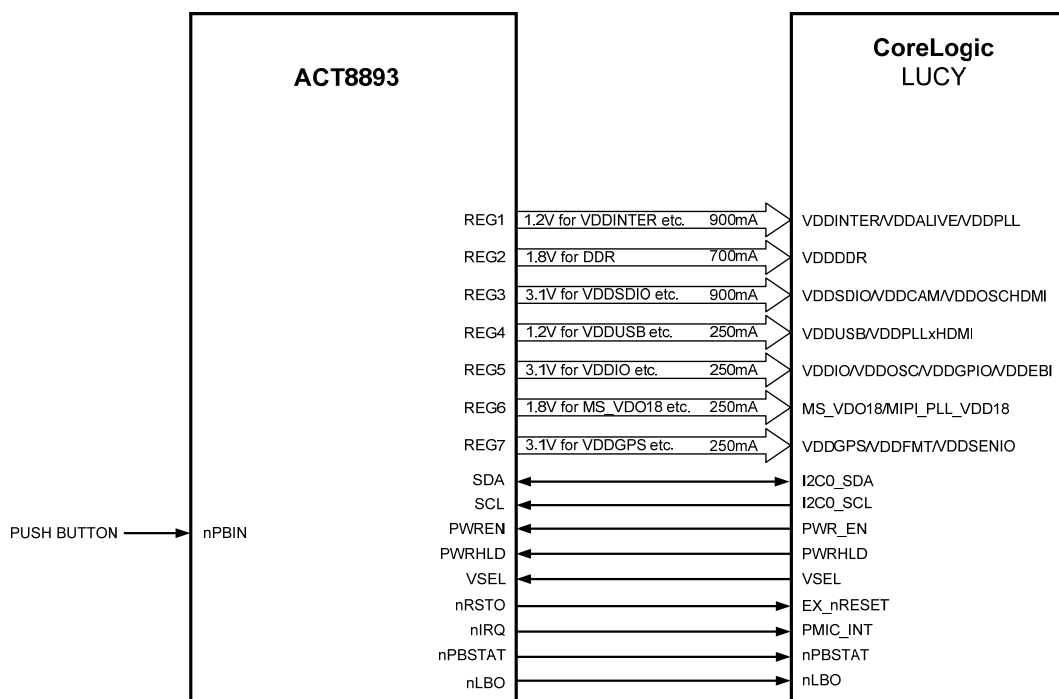 ACT8893
CoreLogic
LUCY
REG1 1.2V for VDDINTER etc. 900mA VDDINTER/VDDALIVE/VDDPLL
REG2 1.8V for DDR 700mA VDDDDR
REG3 3.1V for VDDSDIO etc. 900mA VDDSDIO/VDDCAM/VDDOSCHDMI
REG4 1.2V for VDDUSB etc. 250mA VDDUSB/VDDPLLxHDMI
REG5 3.1V for VDDIO etc. 250mA VDDIO/VDDOSC/VDDGPIO/VDDEBI
REG6 1.8V for MS_VDO18 etc. 250mA MS_VDO18/MIPI_PLL_VDD18
REG7 3.1V for VDDGPS etc. 250mA VDDGPS/VDDFMT/VDDSENIO
SDA I2C0_SDA
SCL I2C0_SCL
PUSH BUTTON nPBIN PWREN PWR_EN
PWRHLD PWRHLD
VSEL VSEL
nRSTO EX_nRESET
nIRQ PMIC_INT
nPBSTAT nPBSTAT
nLBO nLBO